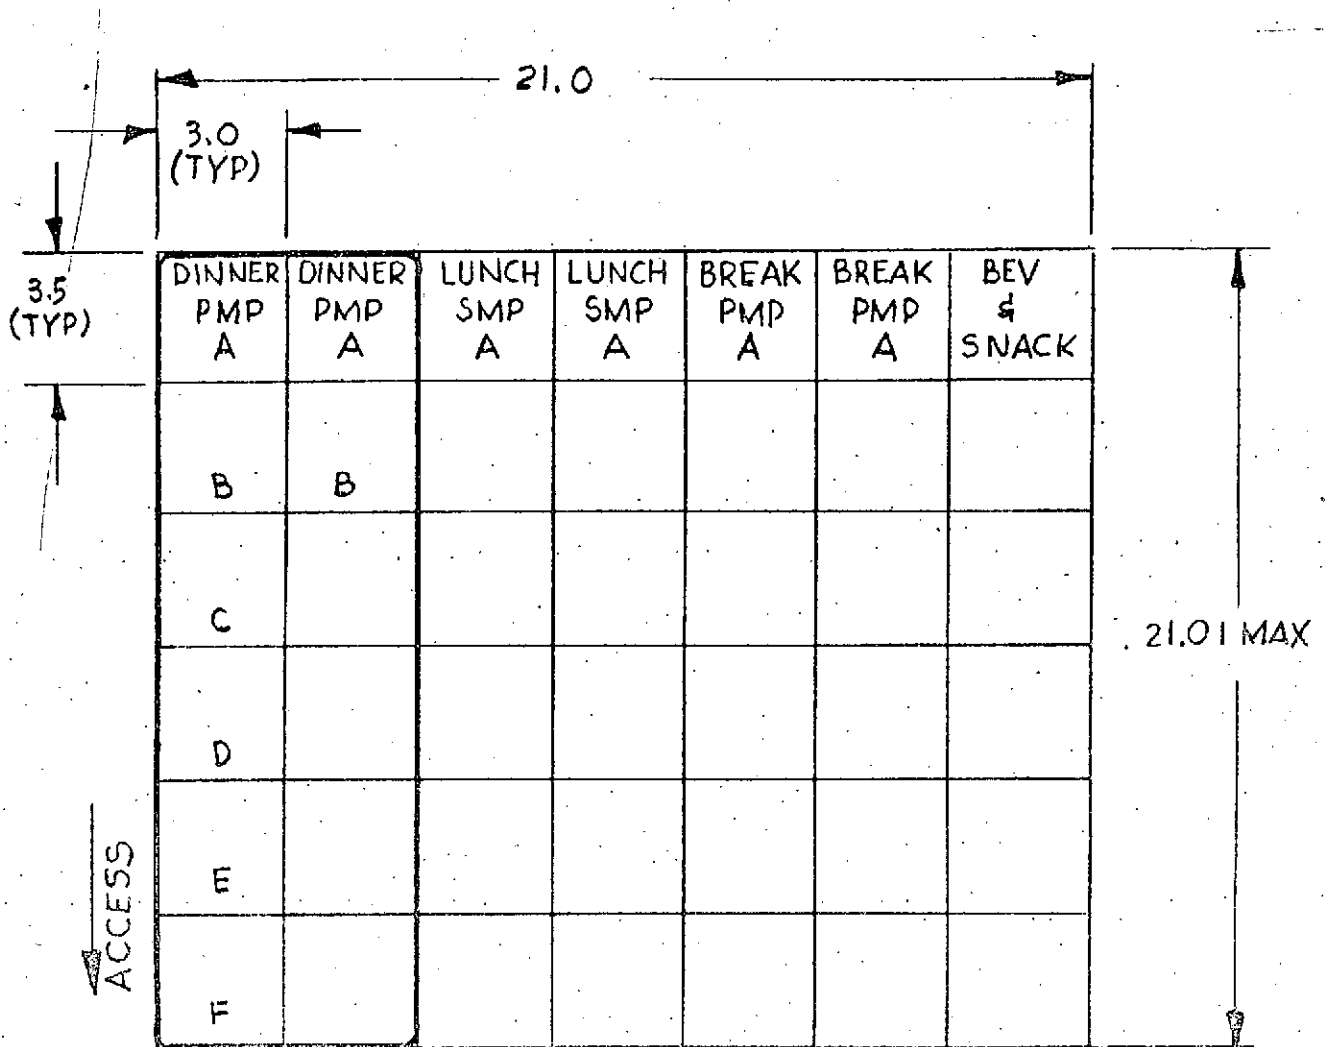 21.0
3.0
(TYP)
3.5
(TYP)
DINNER
PMP
A
DINNER
PMP
A
LUNCH
SMP
A
LUNCH
SMP
A
BREAK
PMP
A
BREAK
PMP
A
BEV
&
SNACK
B
B
C
D
E
F
21.01 MAX
ACCESS